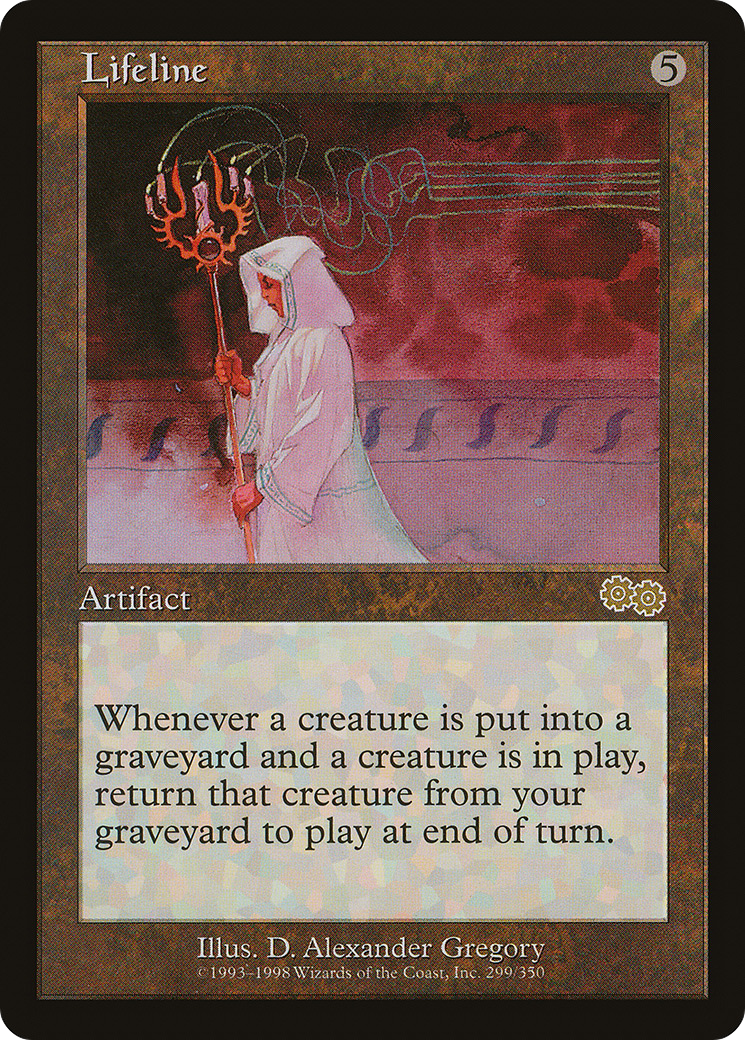 Lifeline
5
Artifact
Whenever a creature is put into a
graveyard and a creature is in play,
return that creature from your
graveyard to play at end of turn.
Illus. D. Alexander Gregory
©1993–1998 Wizards of the Coast, Inc. 299/350